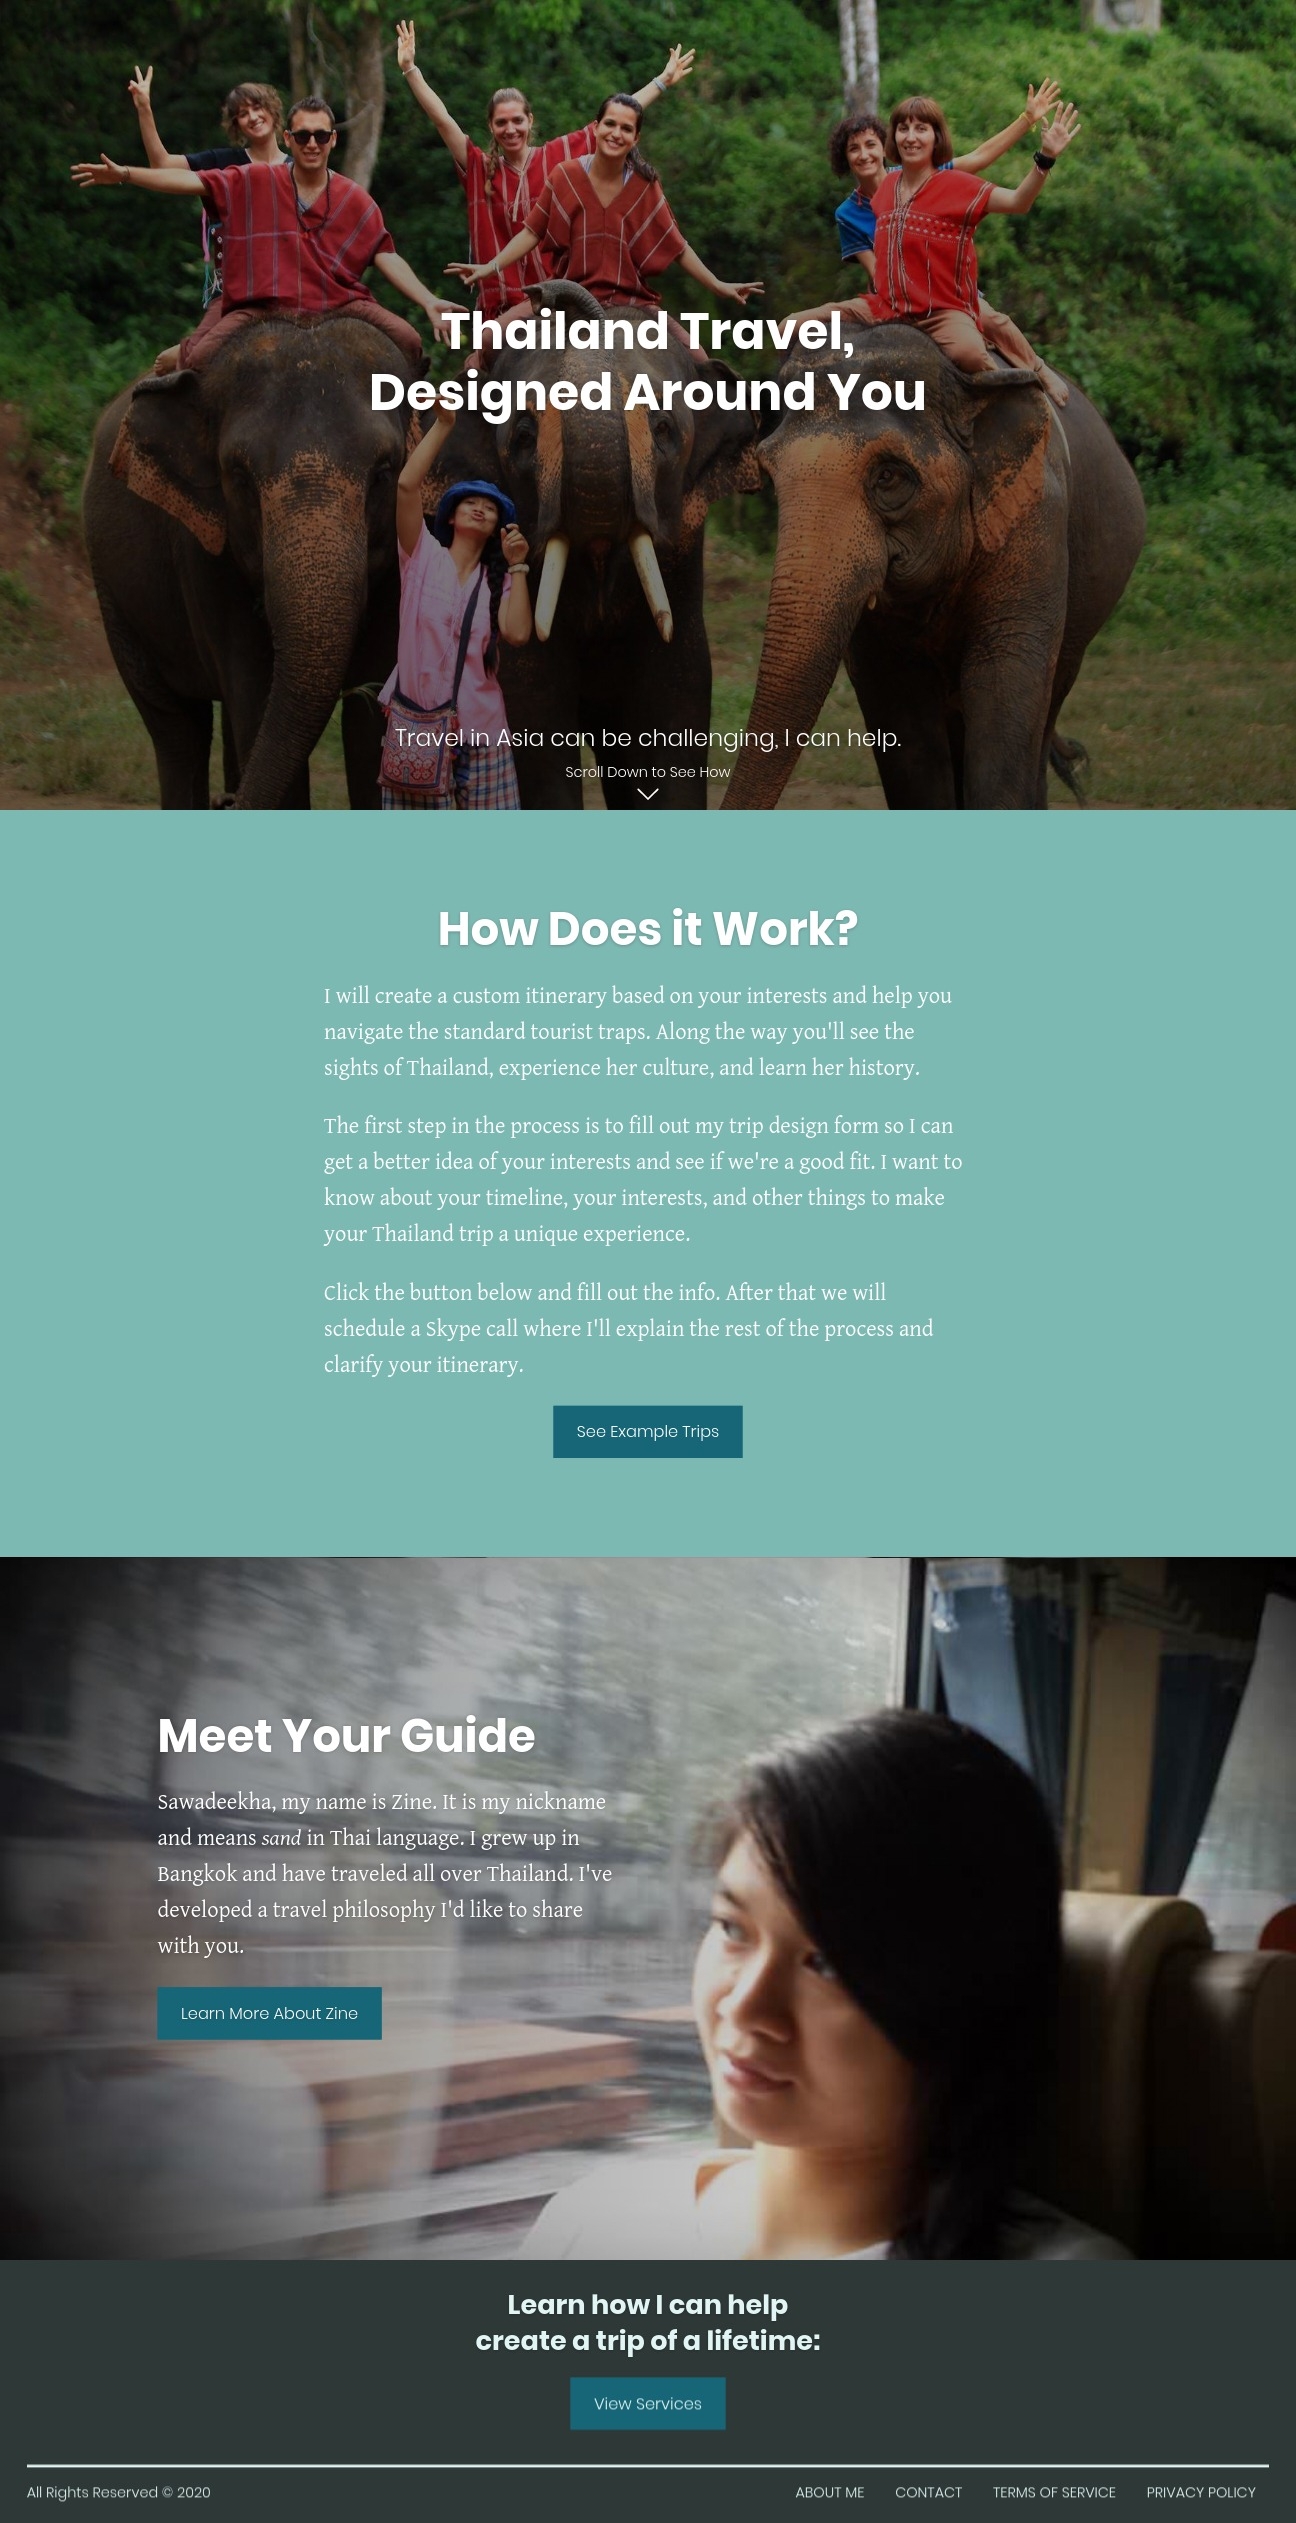 Thailand Travel,
Designed Around You
Travel in Asia can be challenging, I can help.
Scroll Down to See How
How Does it Work?
I will create a custom itinerary based on your interests and help you
navigate the standard tourist traps. Along the way you'll see the
sights of Thailand, experience her culture, and learn her history.
The first step in the process is to fill out my trip design form so I can
get a better idea of your interests and see if we're a good fit. I want to
know about your timeline, your interests, and other things to make
your Thailand trip a unique experience.
Click the button below and fill out the info. After that we will
schedule a Skype call where I'll explain the rest of the process and
clarify your itinerary.
See Example Trips
Meet Your Guide
Sawadeekha, my name is Zine. It is my nickname
and means sand in Thai language. I grew up in
Bangkok and have traveled all over Thailand. I've
developed a travel philosophy I'd like to share
with you.
Learn More About Zine
Learn how I can help
create a trip of a lifetime:
View Services
All Rights Reserved © 2020 ABOUT ME CONTACT TERMS OF SERVICE PRIVACY POLICY